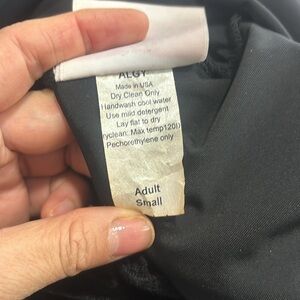 ALGY
Made in USA
Dry Clean Only
Handwash cool water
Use mild detergent
Lay flat to dry
ryclean: Max temp120()
Pechorethylene only
Adult
Small